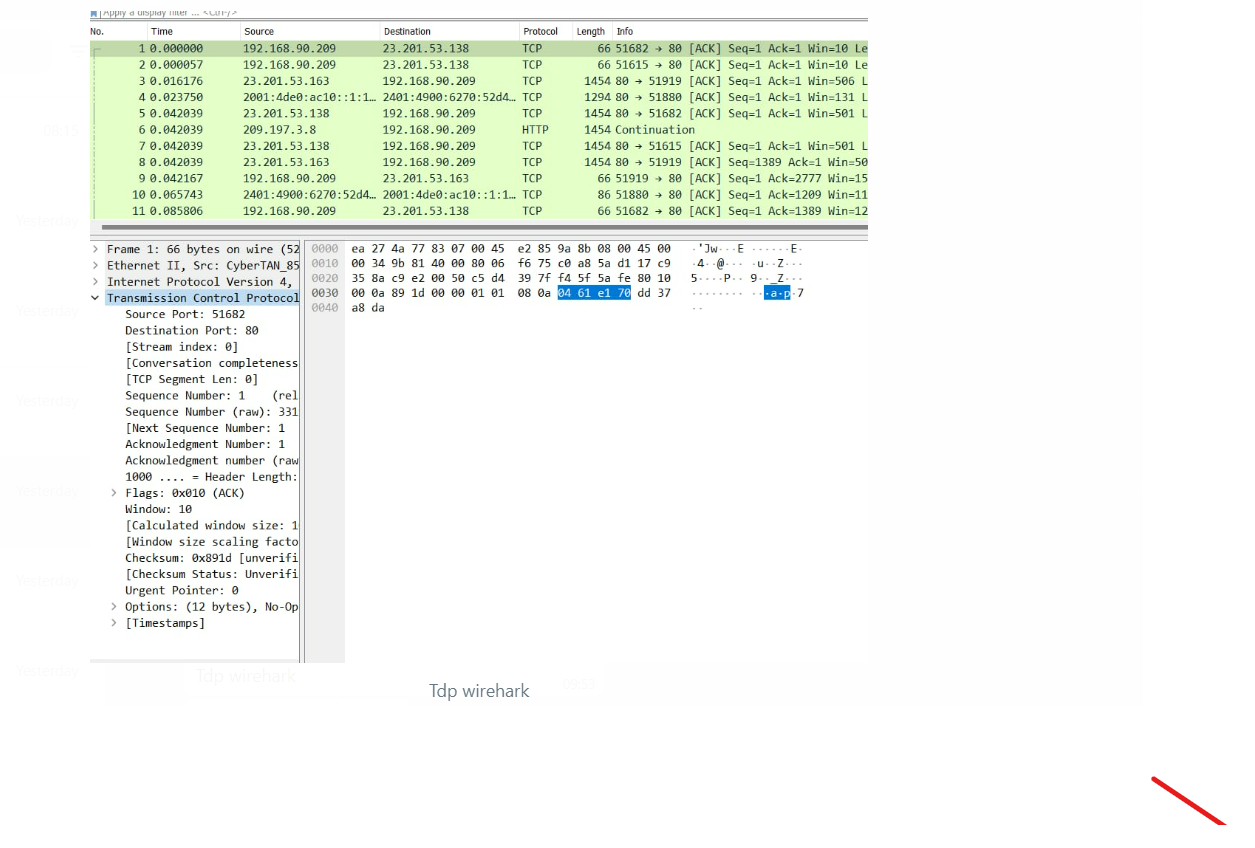 Apply a display filter ... <Ctrl-/>
No. Time Source Destination Protocol Length Info
1 0.000000 192.168.90.209 23.201.53.138 TCP 66 51682 → 80 [ACK] Seq=1 Ack=1 Win=10 Le
2 0.000057 192.168.90.209 23.201.53.138 TCP 66 51615 → 80 [ACK] Seq=1 Ack=1 Win=10 Le
3 0.016176 23.201.53.163 192.168.90.209 TCP 1454 80 → 51919 [ACK] Seq=1 Ack=1 Win=506 L
4 0.023750 2001:4de0:ac10::1:1… 2401:4900:6270:52d4… TCP 1294 80 → 51880 [ACK] Seq=1 Ack=1 Win=131 L
5 0.042039 23.201.53.138 192.168.90.209 TCP 1454 80 → 51682 [ACK] Seq=1 Ack=1 Win=501 L
6 0.042039 209.197.3.8 192.168.90.209 HTTP 1454 Continuation
7 0.042039 23.201.53.138 192.168.90.209 TCP 1454 80 → 51615 [ACK] Seq=1 Ack=1 Win=501 L
8 0.042039 23.201.53.163 192.168.90.209 TCP 1454 80 → 51919 [ACK] Seq=1389 Ack=1 Win=50
9 0.042167 192.168.90.209 23.201.53.163 TCP 66 51919 → 80 [ACK] Seq=1 Ack=2777 Win=15
10 0.065743 2401:4900:6270:52d4… 2001:4de0:ac10::1:1… TCP 86 51880 → 80 [ACK] Seq=1 Ack=1209 Win=11
11 0.085806 192.168.90.209 23.201.53.138 TCP 66 51682 → 80 [ACK] Seq=1 Ack=1389 Win=12
Frame 1: 66 bytes on wire (52
Ethernet II, Src: CyberTAN_85
Internet Protocol Version 4,
Transmission Control Protocol
Source Port: 51682
Destination Port: 80
[Stream index: 0]
[Conversation completeness
[TCP Segment Len: 0]
Sequence Number: 1 (rel
Sequence Number (raw): 331
[Next Sequence Number: 1
Acknowledgment Number: 1
Acknowledgment number (raw
1000 .... = Header Length:
Flags: 0x010 (ACK)
Window: 10
[Calculated window size: 1
[Window size scaling facto
Checksum: 0x891d [unverifi
[Checksum Status: Unverifi
Urgent Pointer: 0
Options: (12 bytes), No-Op
[Timestamps]
0000 ea 27 4a 77 83 07 00 45 e2 85 9a 8b 08 00 45 00 ·'Jw···E ······E·
0010 00 34 9b 81 40 00 80 06 f6 75 c0 a8 5a d1 17 c9 ·4··@··· ·u··Z···
0020 35 8a c9 e2 00 50 c5 d4 39 7f f4 5f 5a fe 80 10 5····P·· 9··_Z···
0030 00 0a 89 1d 00 00 01 01 08 0a 04 61 e1 70 dd 37 ········ ···a·p·7
0040 a8 da ··
Yesterday
Yesterday
Yesterday
Yesterday
Yesterday
Yesterday
Tdp wirehark
Tdp wirehark